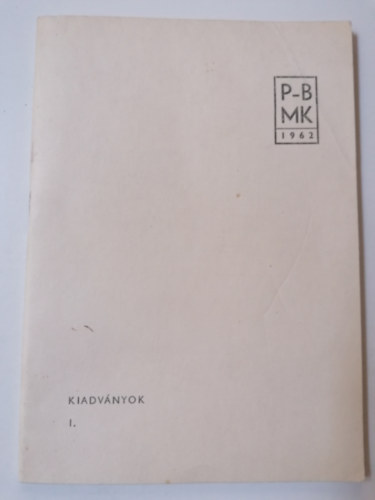 P-B
MK
1962
KIADVÁNYOK
I.